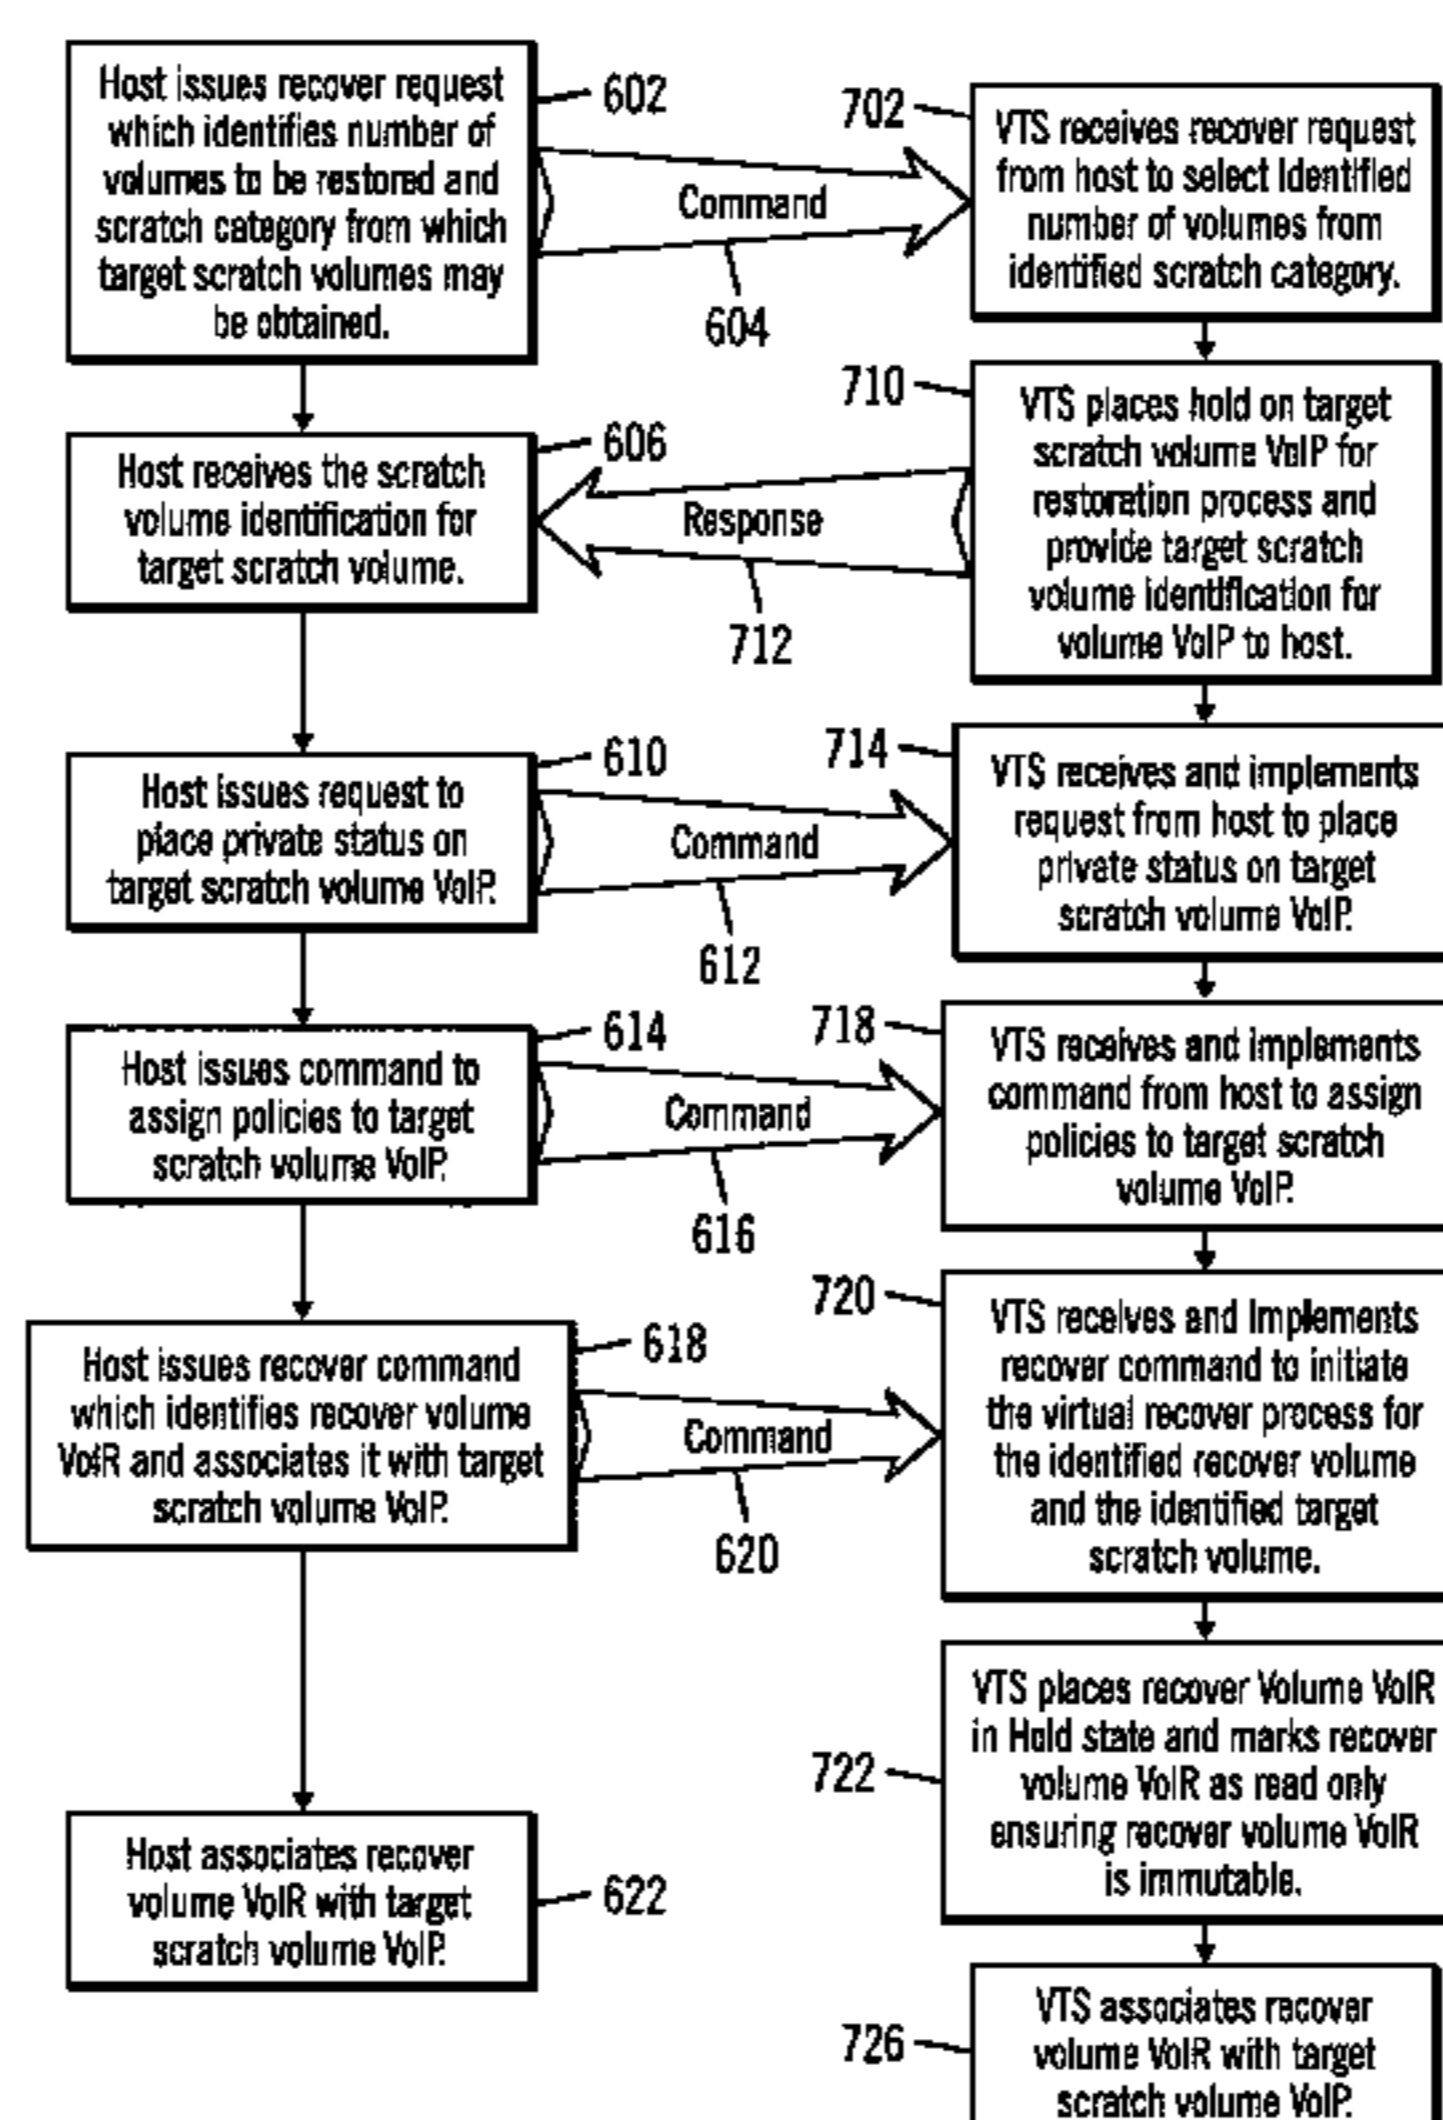 Host issues recover request
which identifies number of
volumes to be restored and
scratch category from which
target scratch volumes may
be obtained.
602
Command
604
702
VTS receives recover request
from host to select identified
number of volumes from
identified scratch category.
Host receives the scratch
volume identification for
target scratch volume.
606
Response
712
710
VTS places hold on target
scratch volume VolP for
restoration process and
provide target scratch
volume identification for
volume VolP to host.
Host issues request to
place private status on
target scratch volume VolP.
610
Command
612
714
VTS receives and implements
request from host to place
private status on target
scratch volume VolP.
Host issues command to
assign policies to target
scratch volume VolP.
614
Command
616
718
VTS receives and implements
command from host to assign
policies to target scratch
volume VolP.
Host issues recover command
which identifies recover volume
VolR and associates it with target
scratch volume VolP.
618
Command
620
720
VTS receives and implements
recover command to initiate
the virtual recover process for
the identified recover volume
and the identified target
scratch volume.
722
VTS places recover Volume VolR
in Hold state and marks recover
volume VolR as read only
ensuring recover volume VolR
is immutable.
Host associates recover
volume VolR with target
scratch volume VolP.
622
726
VTS associates recover
volume VolR with target
scratch volume VolP.